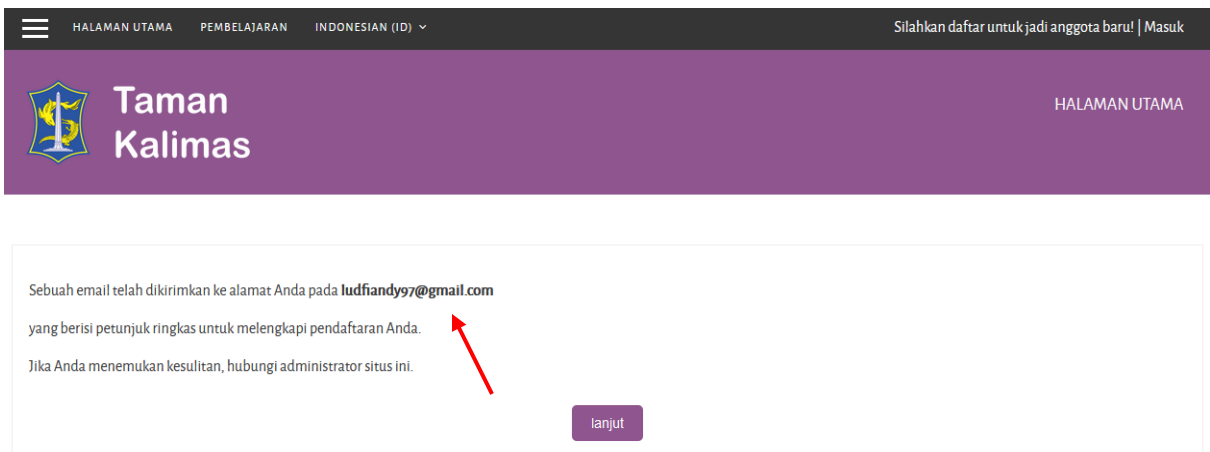 HALAMAN UTAMA PEMBELAJARAN INDONESIAN (ID) Silahkan daftar untuk jadi anggota baru! | Masuk
Taman
Kalimas
HALAMAN UTAMA
Sebuah email telah dikirimkan ke alamat Anda pada ludfiandy97@gmail.com
yang berisi petunjuk ringkas untuk melengkapi pendaftaran Anda.
Jika Anda menemukan kesulitan, hubungi administrator situs ini.
lanjut